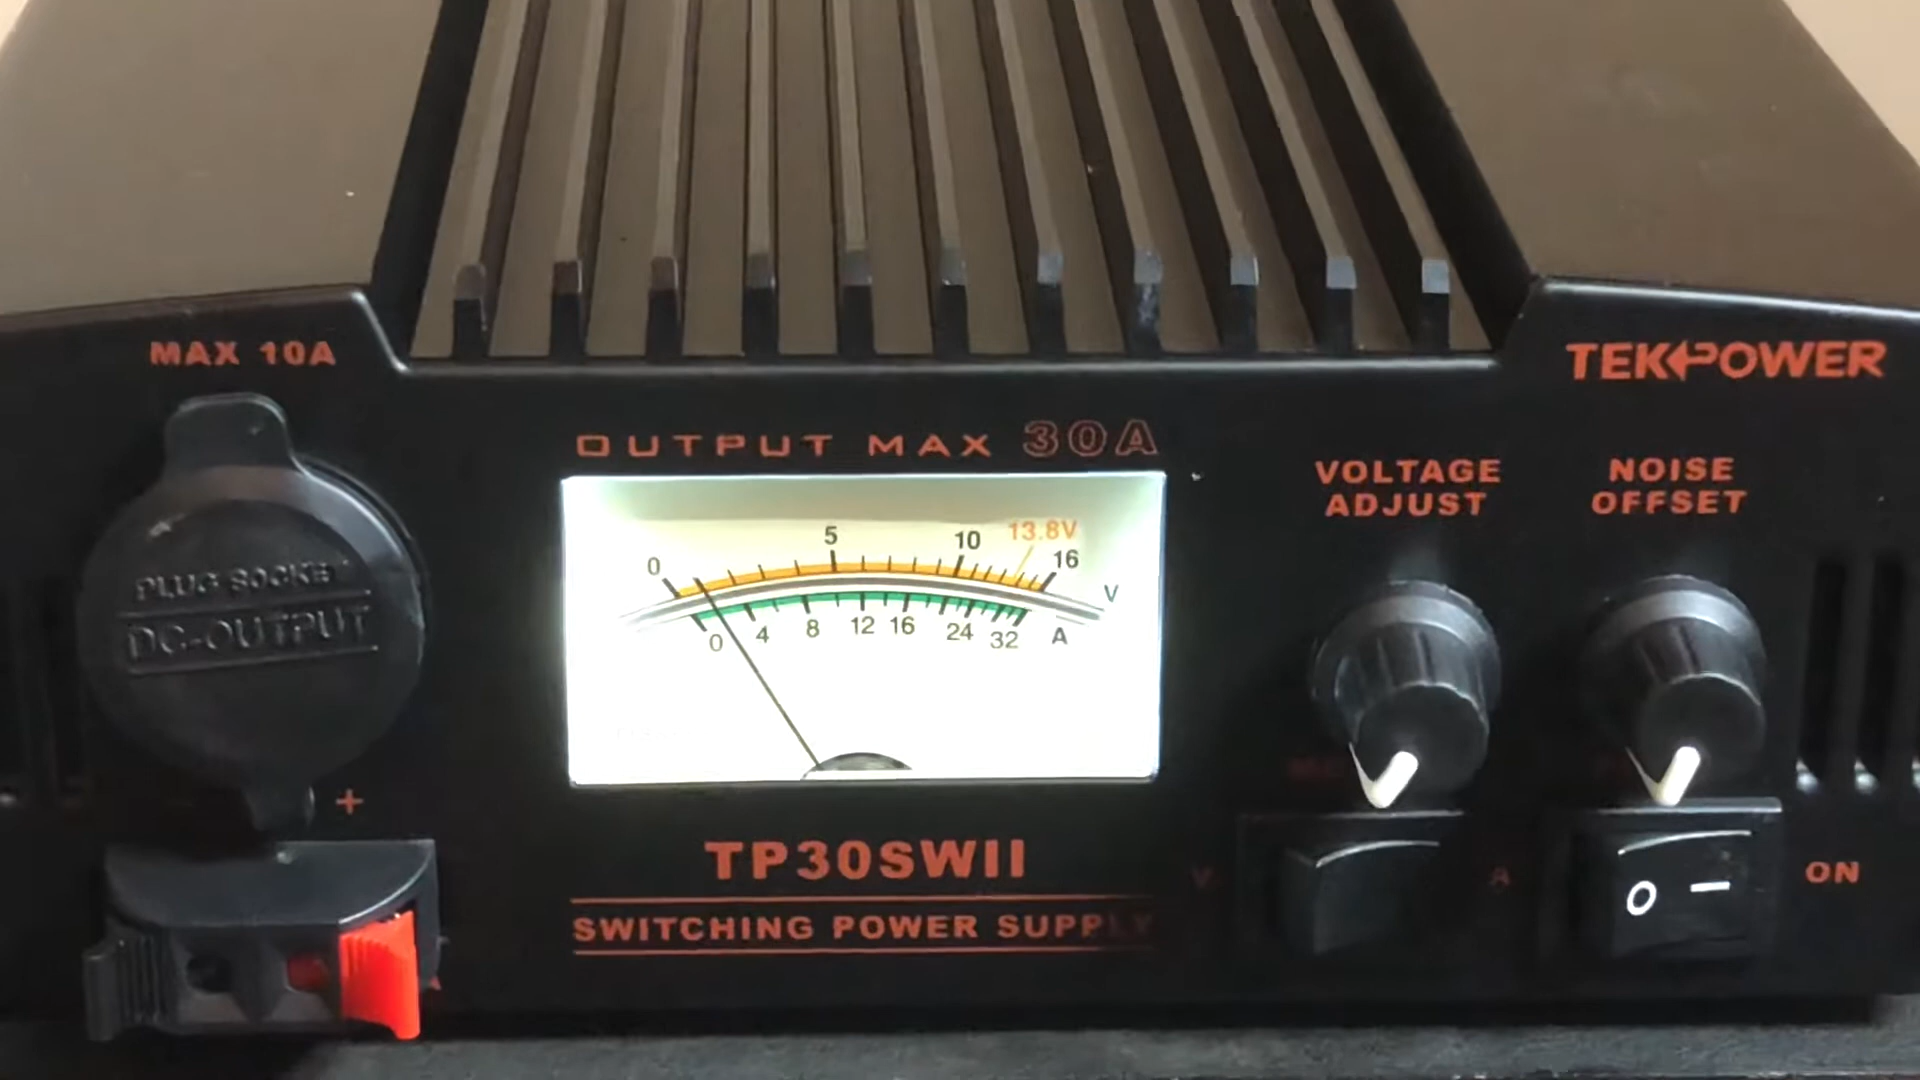 MAX 10A
TEKPOWER
OUTPUT MAX 30A
VOLTAGE
ADJUST
NOISE
OFFSET
PLUG SOCKET
DC-OUTPUT
0 5 10 13.8V 16 V
0 4 8 12 16 24 32 A
+
TP30SWII
SWITCHING POWER SUPPLY
V A
O — ON